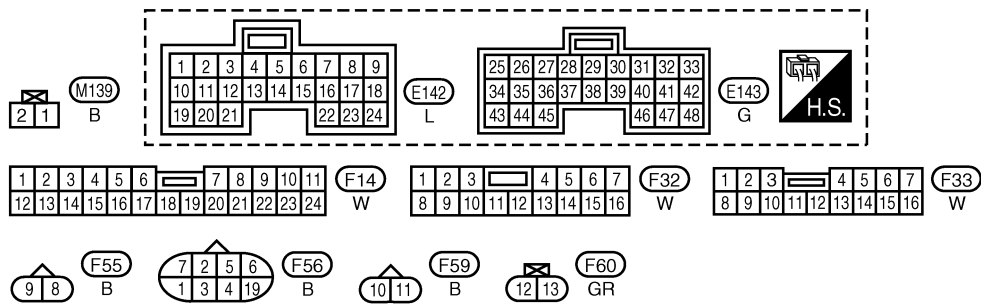 2 1
M139
B
1 2 3 4 5 6 7 8 9
10 11 12 13 14 15 16 17 18
19 20 21 22 23 24
E142
L
25 26 27 28 29 30 31 32 33
34 35 36 37 38 39 40 41 42
43 44 45 46 47 48
E143
G
H.S.
1 2 3 4 5 6 7 8 9 10 11
12 13 14 15 16 17 18 19 20 21 22 23 24
F14
W
1 2 3 4 5 6 7
8 9 10 11 12 13 14 15 16
F32
W
1 2 3 4 5 6 7
8 9 10 11 12 13 14 15 16
F33
W
9 8
F55
B
7 2 5 6
1 3 4 19
F56
B
10 11
F59
B
12 13
F60
GR